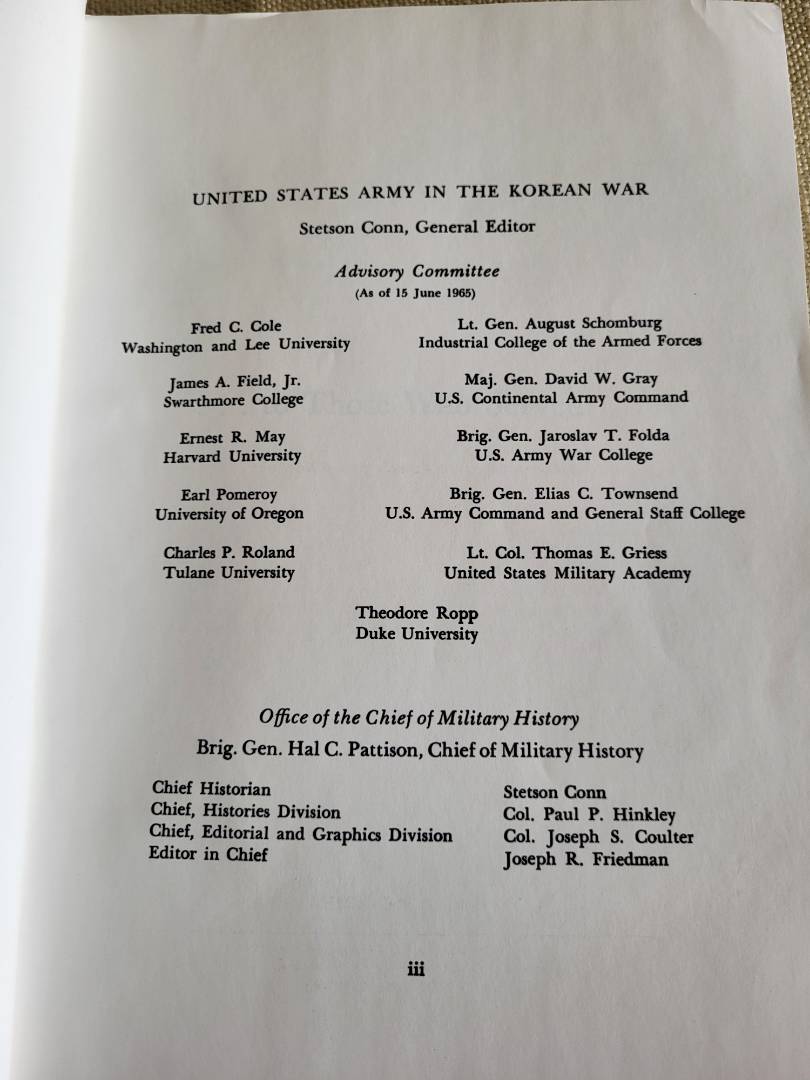 UNITED STATES ARMY IN THE KOREAN WAR
Stetson Conn, General Editor
Advisory Committee
(As of 15 June 1965)
Fred C. Cole
Washington and Lee University
Lt. Gen. August Schomburg
Industrial College of the Armed Forces
James A. Field, Jr.
Swarthmore College
Maj. Gen. David W. Gray
U.S. Continental Army Command
Ernest R. May
Harvard University
Brig. Gen. Jaroslav T. Folda
U.S. Army War College
Earl Pomeroy
University of Oregon
Brig. Gen. Elias C. Townsend
U.S. Army Command and General Staff College
Charles P. Roland
Tulane University
Lt. Col. Thomas E. Griess
United States Military Academy
Theodore Ropp
Duke University
Office of the Chief of Military History
Brig. Gen. Hal C. Pattison, Chief of Military History
Chief Historian Stetson Conn
Chief, Histories Division Col. Paul P. Hinkley
Chief, Editorial and Graphics Division Col. Joseph S. Coulter
Editor in Chief Joseph R. Friedman
iii